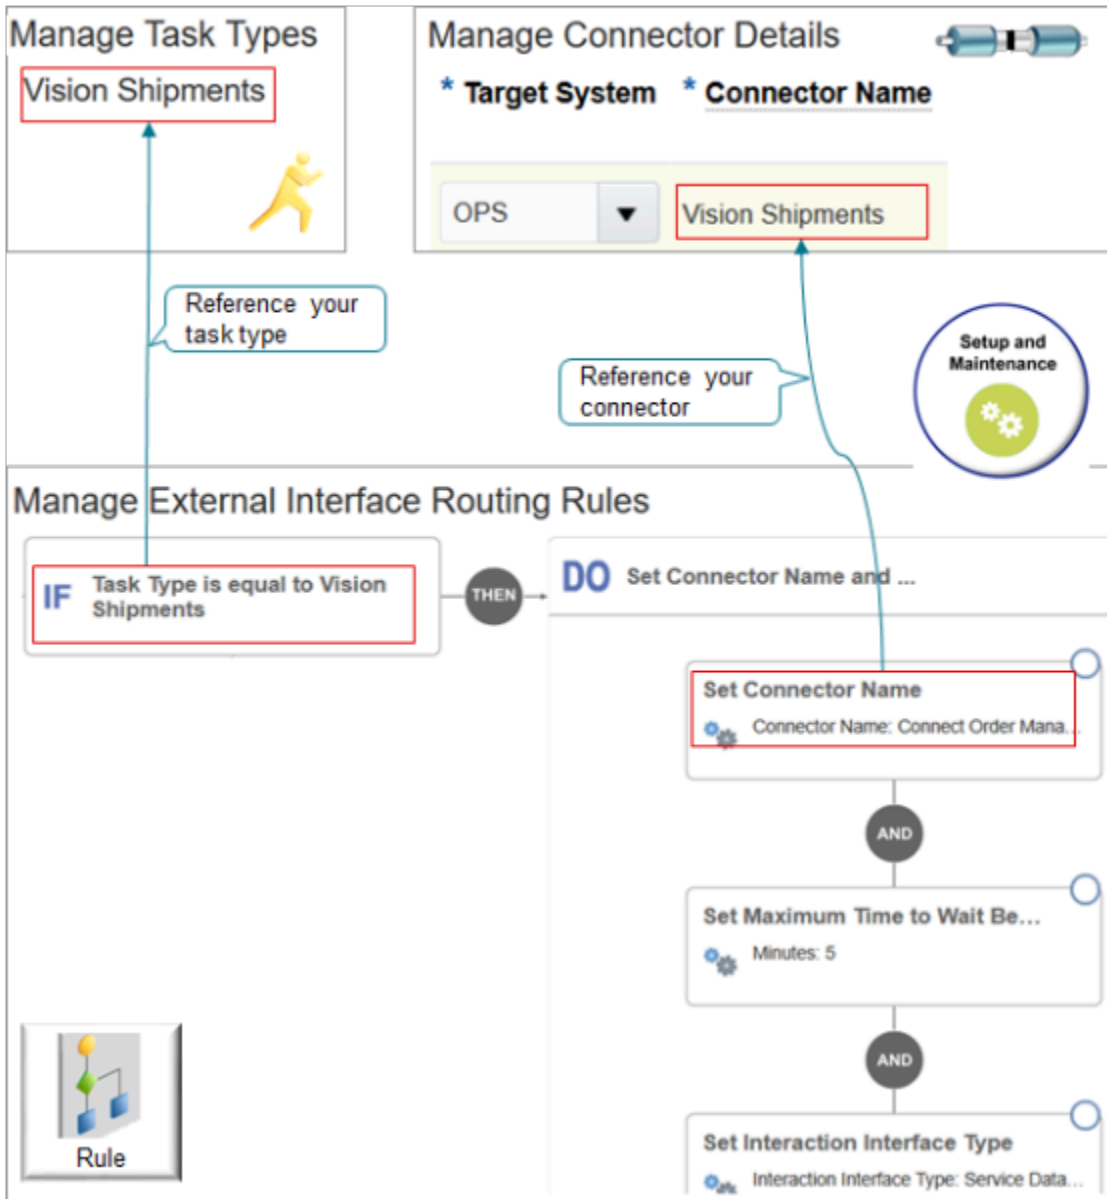 Manage Task Types
Vision Shipments
Manage Connector Details
* Target System * Connector Name
OPS
Vision Shipments
Reference your
task type
Reference your
connector
Setup and
Maintenance
Manage External Interface Routing Rules
IF
Task Type is equal to Vision
Shipments
THEN
DO Set Connector Name and ...
Set Connector Name
Connector Name: Connect Order Mana...
AND
Set Maximum Time to Wait Be...
Minutes: 5
AND
Set Interaction Interface Type
Interaction Interface Type: Service Data...
Rule